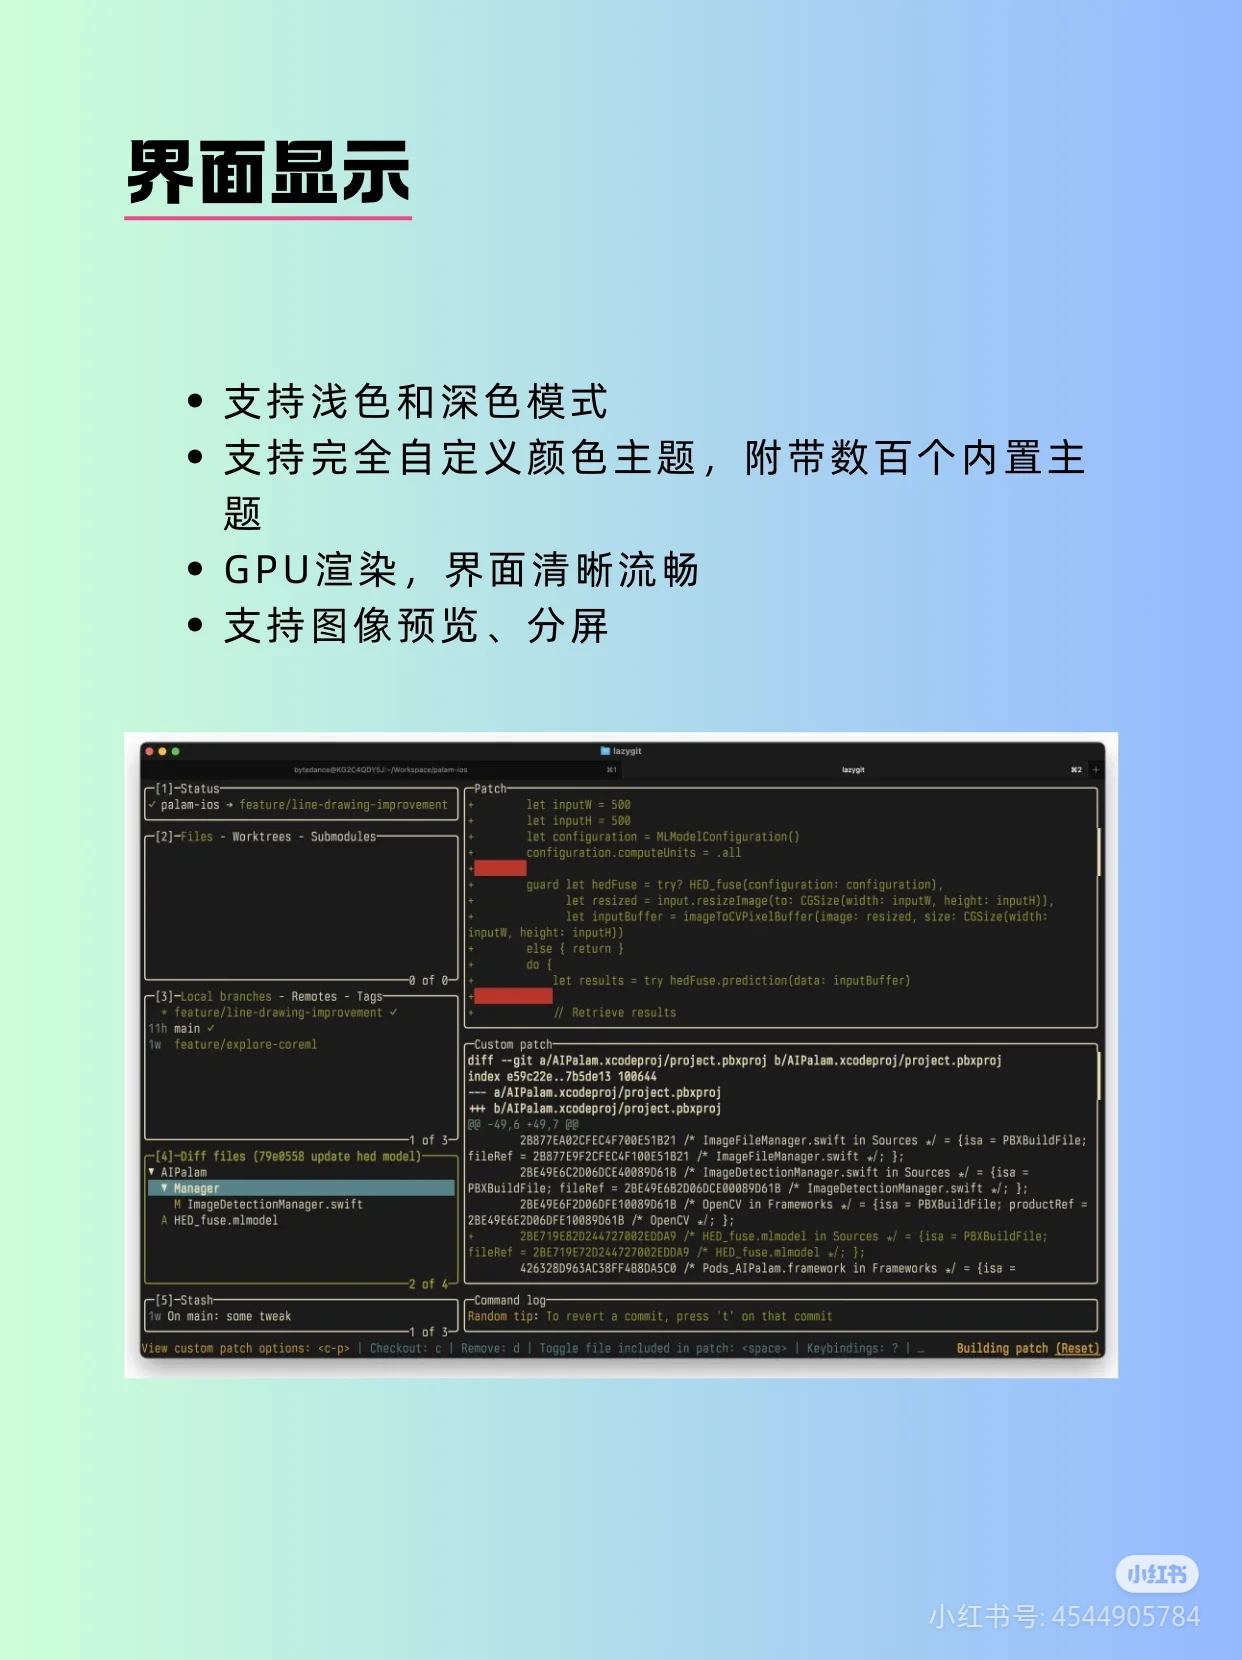 界面显示
支持浅色和深色模式
支持完全自定义颜色主题，附带数百个内置主
题
GPU渲染，界面清晰流畅
支持图像预览、分屏
lazygit
bytedance@KG2C4QDY5J:~/Workspace/palam-ios ⌘1
lazygit ⌘2 +
[1]-Status
✓ palam-ios → feature/line-drawing-improvement
[2]-Files - Worktrees - Submodules
0 of 0
[3]-Local branches - Remotes - Tags
* feature/line-drawing-improvement ✓
11h main ✓
1w feature/explore-coreml
1 of 3
[4]-Diff files (79e0558 update hed model)
▼ AIPalam
▼ Manager
M ImageDetectionManager.swift
A HED_fuse.mlmodel
2 of 4
[5]-Stash
1w On main: some tweak
1 of 3
Patch
+ let inputW = 500
+ let inputH = 500
+ let configuration = MLModelConfiguration()
+ configuration.computeUnits = .all
+
+ guard let hedFuse = try? HED_fuse(configuration: configuration),
+ let resized = input.resizeImage(to: CGSize(width: inputW, height: inputH)),
+ let inputBuffer = imageToCVPixelBuffer(image: resized, size: CGSize(width:
inputW, height: inputH))
+ else { return }
+ do {
+ let results = try hedFuse.prediction(data: inputBuffer)
+
+ // Retrieve results
Custom patch
diff --git a/AIPalam.xcodeproj/project.pbxproj b/AIPalam.xcodeproj/project.pbxproj
index e59c22e..7b5de13 100644
--- a/AIPalam.xcodeproj/project.pbxproj
+++ b/AIPalam.xcodeproj/project.pbxproj
@@ -49,6 +49,7 @@
2B877EA02CFEC4F700E51B21 /* ImageFileManager.swift in Sources */ = {isa = PBXBuildFile;
fileRef = 2B877E9F2CFEC4F100E51B21 /* ImageFileManager.swift */; };
2BE49E6C2D06DCE40089D61B /* ImageDetectionManager.swift in Sources */ = {isa =
PBXBuildFile; fileRef = 2BE49E6B2D06DCE00089D61B /* ImageDetectionManager.swift */; };
2BE49E6F2D06DFE10089D61B /* OpenCV in Frameworks */ = {isa = PBXBuildFile; productRef =
2BE49E6E2D06DFE10089D61B /* OpenCV */; };
+ 2BE719E82D244727002EDDA9 /* HED_fuse.mlmodel in Sources */ = {isa = PBXBuildFile;
fileRef = 2BE719E72D244727002EDDA9 /* HED_fuse.mlmodel */; };
426328D963AC38FF4B8DA5C0 /* Pods_AIPalam.framework in Frameworks */ = {isa =
Command log
Random tip: To revert a commit, press 't' on that commit
View custom patch options: <c-p> | Checkout: c | Remove: d | Toggle file included in patch: <space> | Keybindings: ? | … Building patch (Reset)
小红书
小红书号: 4544905784